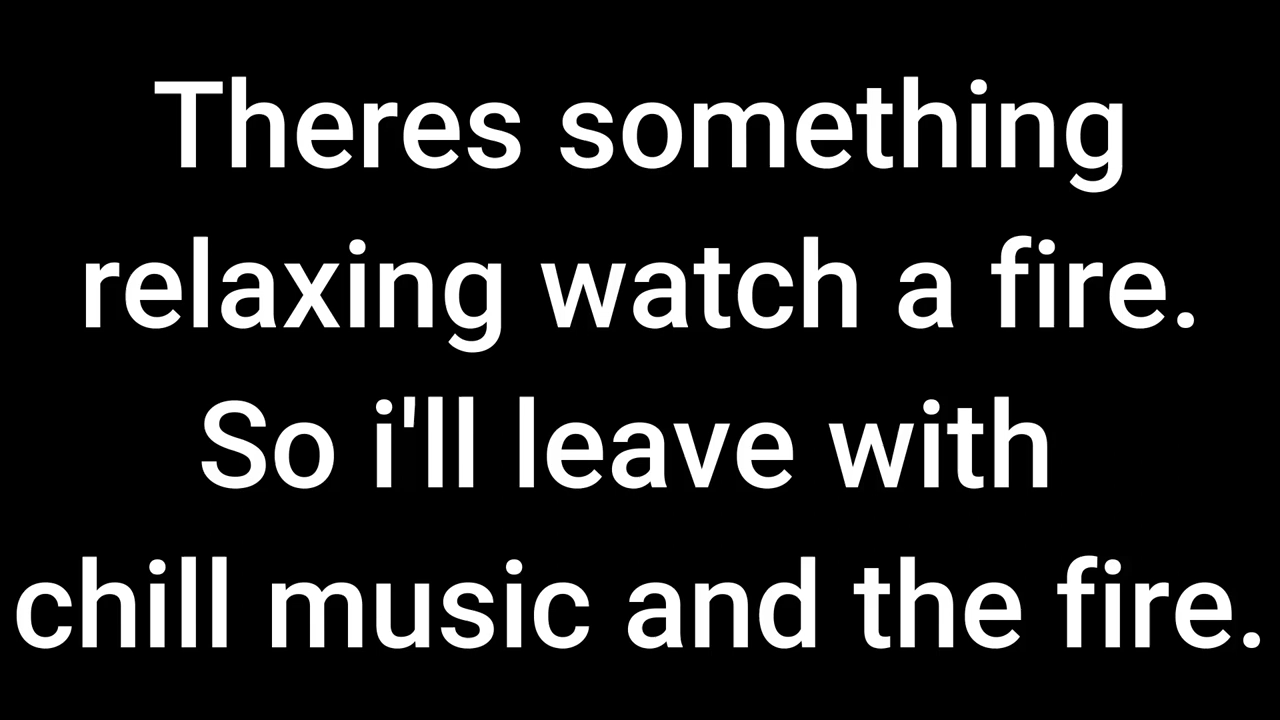 Theres something
relaxing watch a fire.
So i'll leave with
chill music and the fire.